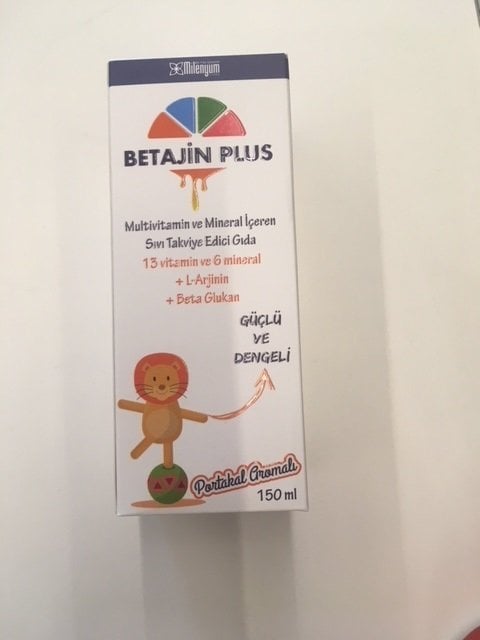 Milenyum
BETAJİN PLUS
Multivitamin ve Mineral İçeren
Sıvı Takviye Edici Gıda
13 vitamin ve 6 mineral
+ L-Arjinin
+ Beta Glukan
GÜÇLÜ
VE
DENGELİ
Portakal Aromalı
150 ml